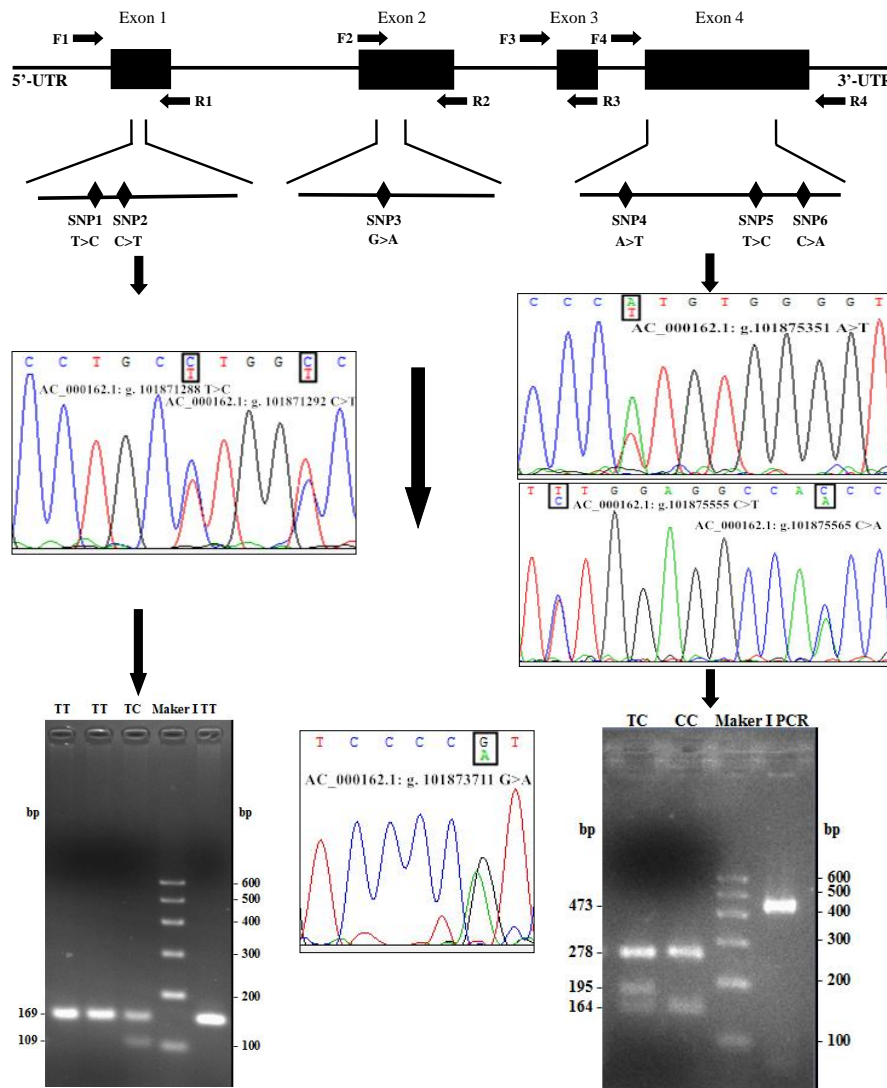 Exon 1 Exon 2 Exon 3 Exon 4
F1 F2 F3 F4
5’-UTR 3’-UTR
R1 R2 R3 R4
SNP1 SNP2 SNP3 SNP4 SNP5 SNP6
T>C C>T G>A A>T T>C C>A
C C C A T G T G G G G T
T
AC_000162.1: g.101875351 A>T
C C T G C C T G G C C
T T
AC_000162.1: g. 101871288 T>C
AC_000162.1: g. 101871292 C>T
T T T G G A G G C C A C C C
C A
AC_000162.1: g.101875555 C>T
AC_000162.1: g.101875565 C>A
TT TT TC Maker I TT
bp bp
600
500
400
300
200
169
109
100
T C C C C G T
A
AC_000162.1: g. 101873711 G>A
TC CC Maker I PCR
bp bp
600
500
473
400
300
278
200
195
164
100